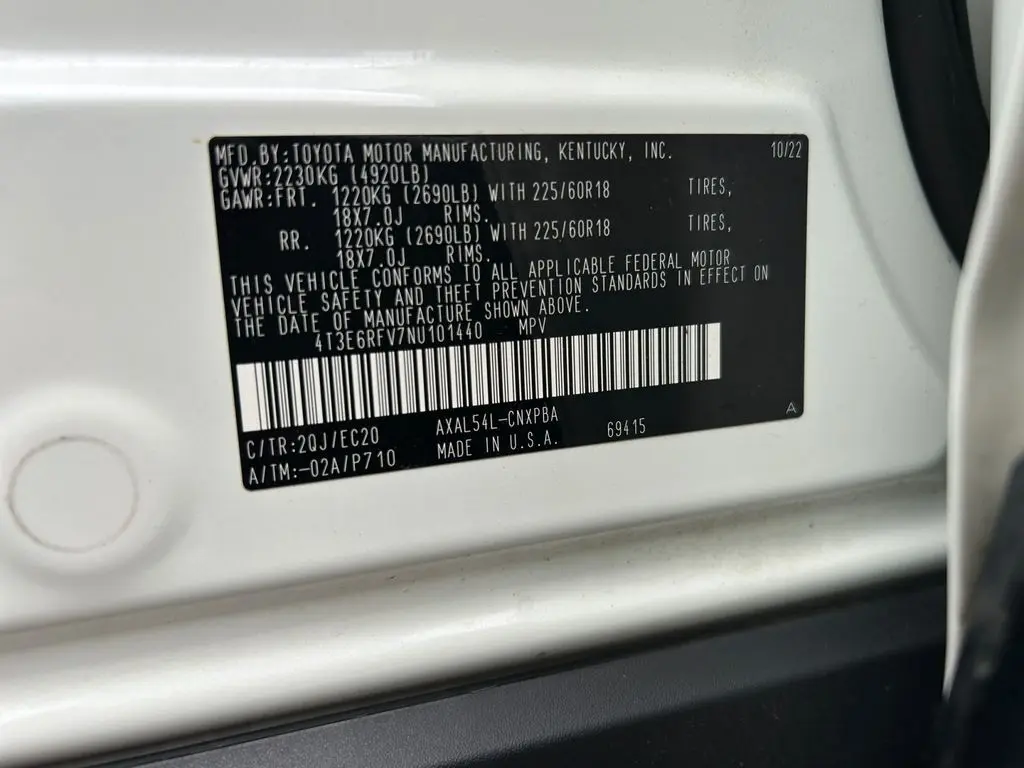 MFD.BY:TOYOTA MOTOR MANUFACTURING, KENTUCKY, INC. 10/22
GVWR:2230KG (4920LB)
GAWR:FRT. 1220KG (2690LB) WITH 225/60R18 TIRES,
18X7.0J RIMS.
RR. 1220KG (2690LB) WITH 225/60R18 TIRES,
18X7.0J RIMS.
THIS VEHICLE CONFORMS TO ALL APPLICABLE FEDERAL MOTOR
VEHICLE SAFETY AND THEFT PREVENTION STANDARDS IN EFFECT ON
THE DATE OF MANUFACTURE SHOWN ABOVE.
4T3E6RFV7NU101440 MPV
C/TR:2QJ/EC20 AXAL54L-CNXPBA 69415 A
A/TM:-02A/P710 MADE IN U.S.A.